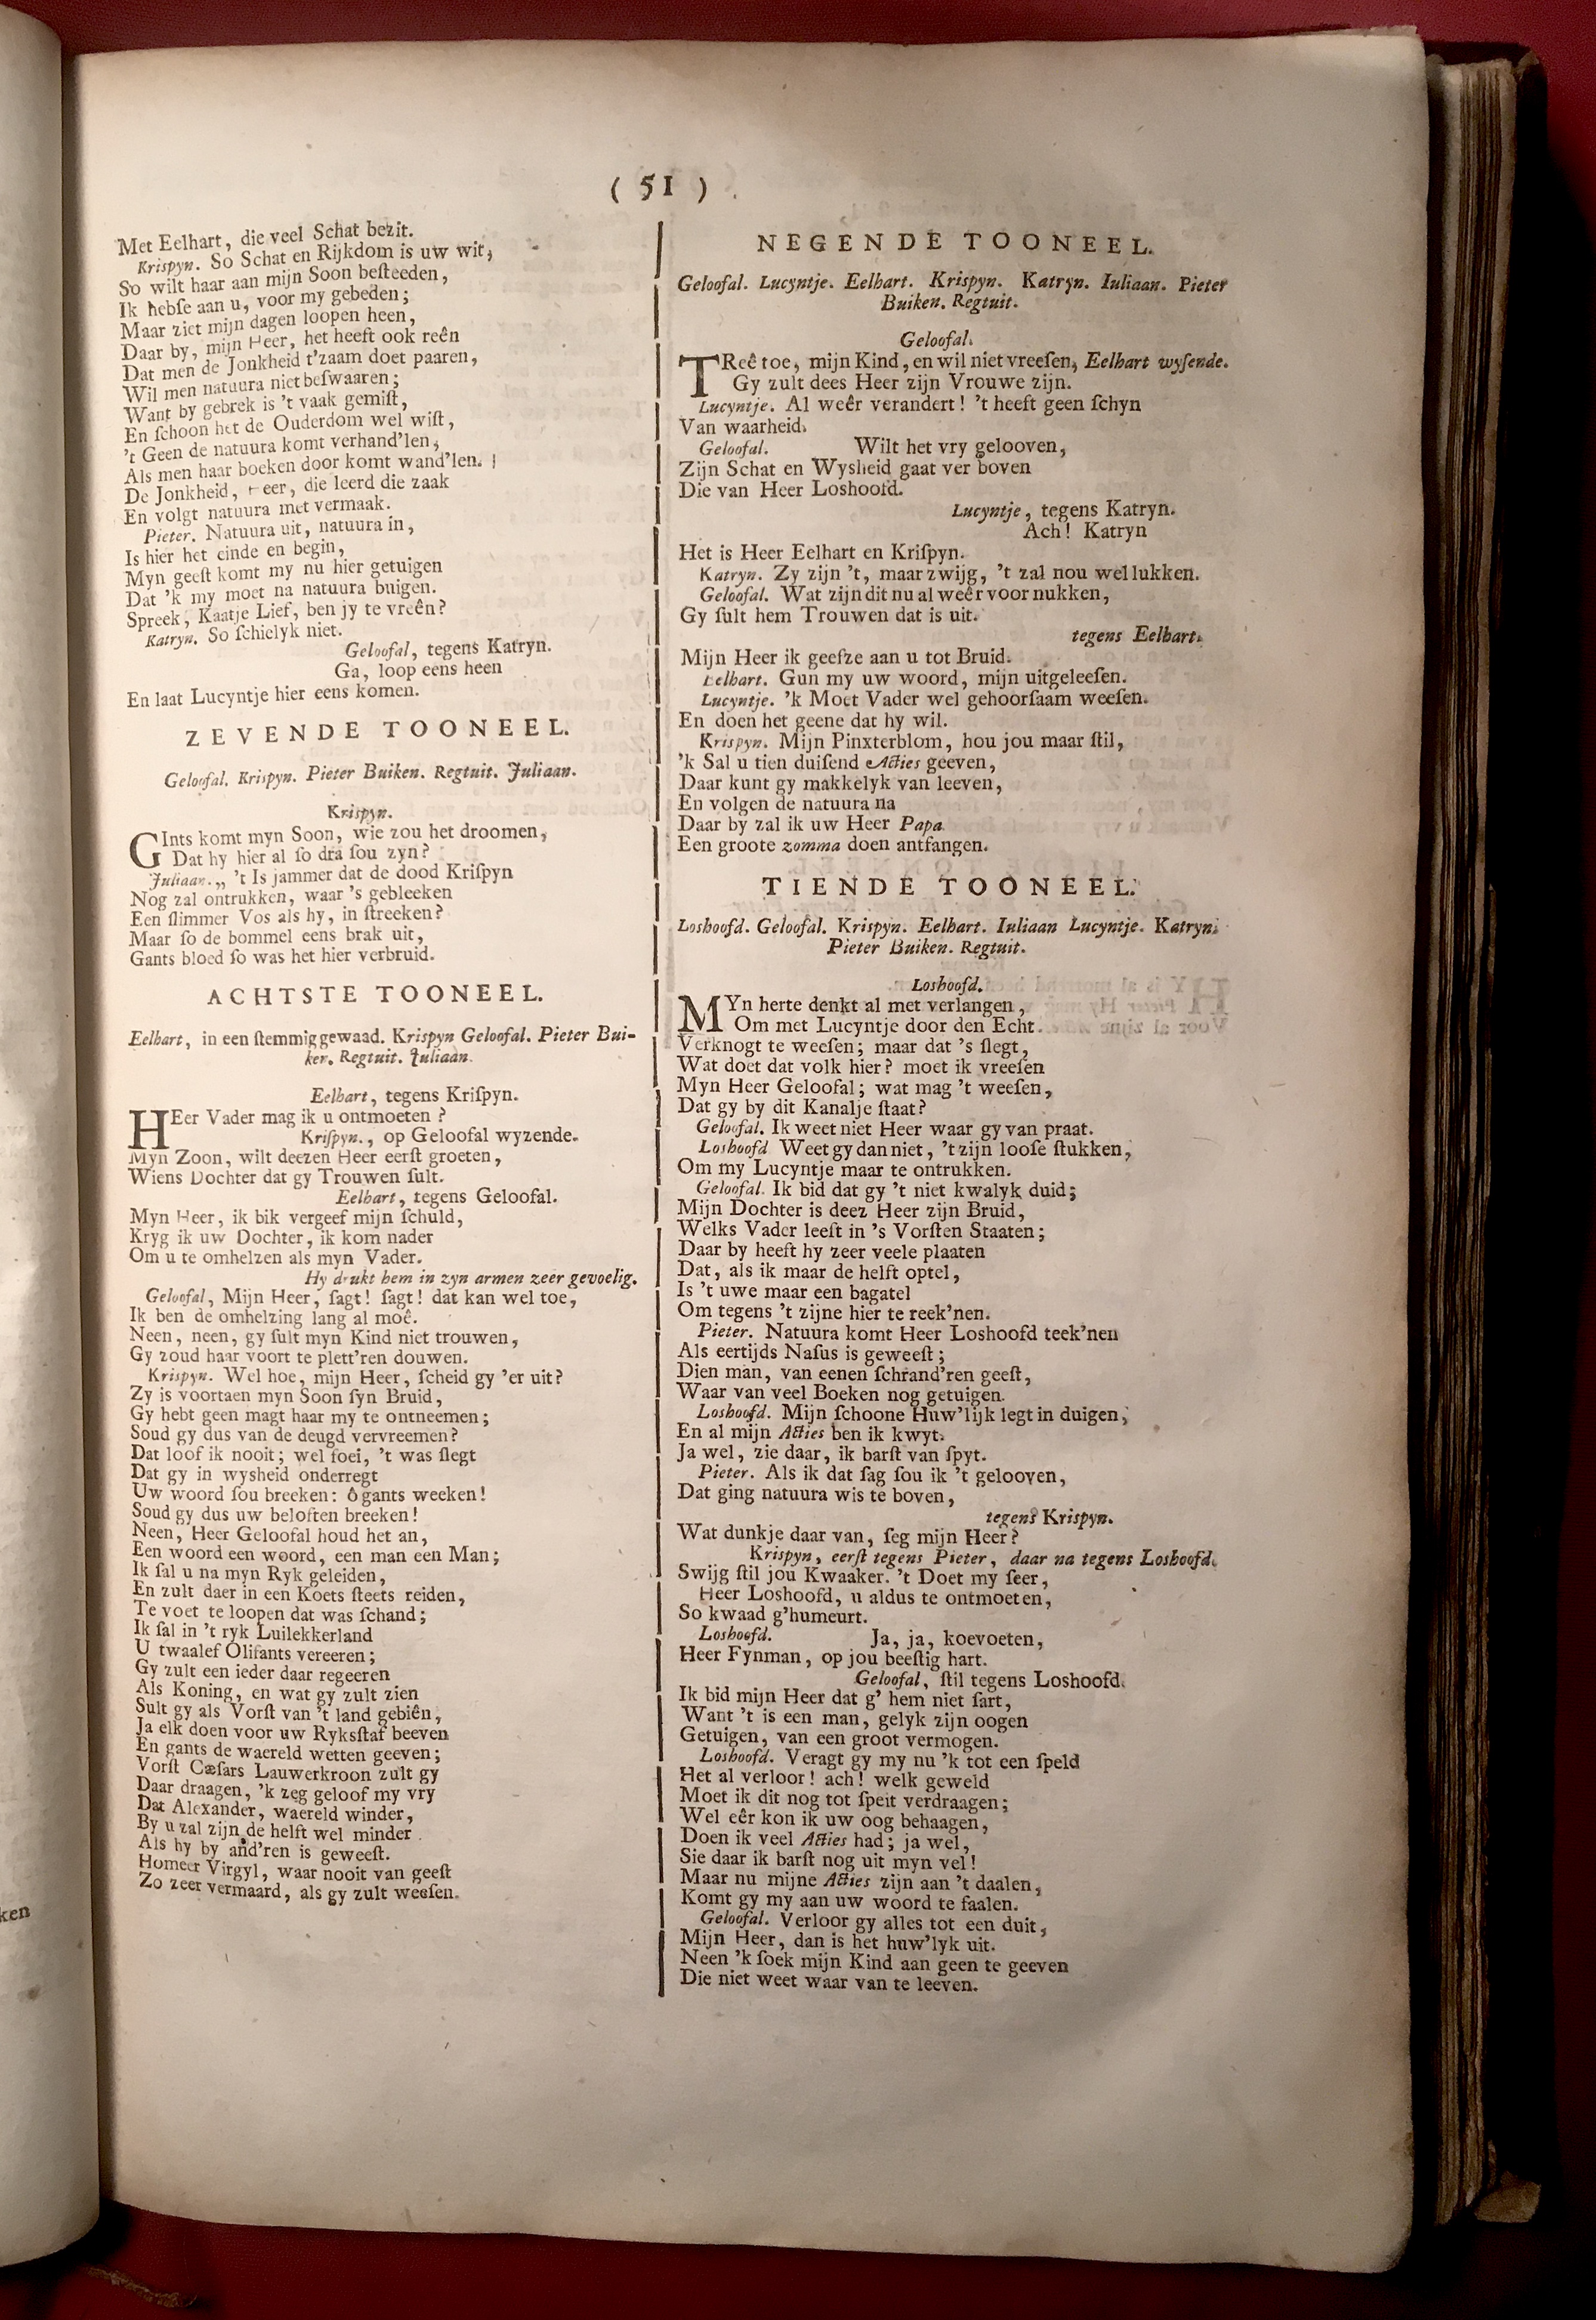 ( 51 )
Met Eelhart, die veel Schat bezit.
Krispyn. So Schat en Rijkdom is uw wit,
So wilt haar aan mijn Soon beſteeden,
Ik hebſe aan u, voor my gebeden;
Maar ziet mijn dagen loopen heen,
Daar by, mijn Heer, het heeft ook reên
Dat men de Jonkheid t'zaam doet paaren,
Wil men natuura niet beſwaaren;
Want by gebrek is 't vaak gemiſt,
En ſchoon het de Ouderdom wel wiſt,
't Geen de natuura komt verhand'len,
Als men haar boeken door komt wand'len.
De Jonkheid, Heer, die leerd die zaak
En volgt natuura met vermaak.
Pieter. Natuura uit, natuura in,
Is hier het einde en begin,
Myn geeſt komt my nu hier getuigen
Dat 'k my moet na natuura buigen.
Spreek, Kaatje Lief, ben jy te vreên?
Katryn. So ſchielyk niet.
Geloofal, tegens Katryn.
Ga, loop eens heen
En laat Lucyntje hier eens komen.
ZEVENDE TOONEEL.
Geloofal. Krispyn. Pieter Buiken. Regtuit. Juliaan.
Krispyn.
GInts komt myn Soon, wie zou het droomen,
Dat hy hier al ſo dra ſou zyn?
Juliaan. „ 't Is jammer dat de dood Kriſpyn
Nog zal ontrukken, waar 's gebleeken
Een ſlimmer Vos als hy, in ſtreeken?
Maar ſo de bommel eens brak uit,
Gants bloed ſo was het hier verbruid.
ACHTSTE TOONEEL.
Eelhart, in een ſtemmig gewaad. Krispyn Geloofal. Pieter Bui-
ker. Regtuit. Juliaan.
Eelhart, tegens Kriſpyn.
HEer Vader mag ik u ontmoeten?
Kriſpyn., op Geloofal wyzende.
Myn Zoon, wilt deezen Heer eerſt groeten,
Wiens Dochter dat gy Trouwen ſult.
Eelhart, tegens Geloofal.
Myn Heer, ik bik vergeef mijn ſchuld,
Kryg ik uw Dochter, ik kom nader
Om u te omhelzen als myn Vader.
Hy drukt hem in zyn armen zeer gevoelig.
Geloofal, Mijn Heer, ſagt! ſagt! dat kan wel toe,
Ik ben de omhelzing lang al moê.
Neen, neen, gy ſult myn Kind niet trouwen,
Gy zoud haar voort te plett'ren douwen.
Krispyn. Wel hoe, mijn Heer, ſcheid gy 'er uit?
Zy is voortaen myn Soon ſyn Bruid,
Gy hebt geen magt haar my te ontneemen;
Soud gy dus van de deugd vervreemen?
Dat loof ik nooit; wel foei, 't was ſlegt
Dat gy in wysheid onderregt
Uw woord ſou breeken: ô gants weeken!
Soud gy dus uw beloften breeken!
Neen, Heer Geloofal houd het an,
Een woord een woord, een man een Man;
Ik ſal u na myn Ryk geleiden,
En zult daer in een Koets ſteets reiden,
Te voet te loopen dat was ſchand;
Ik ſal in 't ryk Luilekkerland
U twaalef Olifants vereeren;
Gy zult een ieder daar regeeren
Als Koning, en wat gy zult zien
Sult gy als Vorſt van 't land gebiên,
Ja elk doen voor uw Ryksſtaf beeven
En gants de waereld wetten geeven;
Vorſt Cæſars Lauwerkroon zult gy
Daar draagen, 'k zeg geloof my vry
Dat Alexander, waereld winder,
By u zal zijn de helft wel minder
Als hy by and'ren is geweeſt.
Homeer Virgyl, waar nooit van geeſt
Zo zeer vermaard, als gy zult weeſen.
NEGENDE TOONEEL.
Geloofal. Lucyntje. Eelhart. Krispyn. Katryn. Iuliaan. Pieter
Buiken. Regtuit.
Geloofal.
TReê toe, mijn Kind, en wil niet vreeſen, Eelhart wyſende.
Gy zult dees Heer zijn Vrouwe zijn.
Lucyntje. Al weêr verandert! 't heeft geen ſchyn
Van waarheid.
Geloofal. Wilt het vry gelooven,
Zijn Schat en Wysheid gaat ver boven
Die van Heer Loshoofd.
Lucyntje, tegens Katryn.
Ach! Katryn
Het is Heer Eelhart en Kriſpyn.
Katryn. Zy zijn 't, maar zwijg, 't zal nou wel lukken.
Geloofal. Wat zijn dit nu al weêr voor nukken,
Gy ſult hem Trouwen dat is uit.
tegens Eelhart.
Mijn Heer ik geefze aan u tot Bruid.
Eelhart. Gun my uw woord, mijn uitgeleeſen.
Lucyntje. 'k Moet Vader wel gehoorſaam weeſen.
En doen het geene dat hy wil.
Krispyn. Mijn Pinxterblom, hou jou maar ſtil,
'k Sal u tien duiſend Acties geeven,
Daar kunt gy makkelyk van leeven,
En volgen de natuura na
Daar by zal ik uw Heer Papa
Een groote zomma doen antfangen.
TIENDE TOONEEL.
Loshoofd. Geloofal. Krispyn. Eelhart. Iuliaan Lucyntje. Katryn.
Pieter Buiken. Regtuit.
Loshoofd.
MYn herte denkt al met verlangen,
Om met Lucyntje door den Echt
Verknogt te weeſen; maar dat 's ſlegt,
Wat doet dat volk hier? moet ik vreeſen
Myn Heer Geloofal; wat mag 't weeſen,
Dat gy by dit Kanalje ſtaat?
Geloofal. Ik weet niet Heer waar gy van praat.
Loshoofd Weet gy dan niet, 't zijn looſe ſtukken,
Om my Lucyntje maar te ontrukken.
Geloofal. Ik bid dat gy 't niet kwalyk duid;
Mijn Dochter is deez Heer zijn Bruid,
Welks Vader leeft in 's Vorſten Staaten;
Daar by heeft hy zeer veele plaaten
Dat, als ik maar de helft optel,
Is 't uwe maar een bagatel
Om tegens 't zijne hier te reek'nen.
Pieter. Natuura komt Heer Loshoofd teek'nen
Als eertijds Naſus is geweeſt;
Dien man, van eenen ſchrand'ren geeſt,
Waar van veel Boeken nog getuigen.
Loshoofd. Mijn ſchoone Huw'lijk legt in duigen,
En al mijn Acties ben ik kwyt.
Ja wel, zie daar, ik barſt van ſpyt.
Pieter. Als ik dat ſag ſou ik 't gelooven,
Dat ging natuura wis te boven,
tegens Krispyn.
Wat dunkje daar van, ſeg mijn Heer?
Krispyn, eerſt tegens Pieter, daar na tegens Loshoofd.
Swijg ſtil jou Kwaaker. 't Doet my ſeer,
Heer Loshoofd, u aldus te ontmoeten,
So kwaad g'humeurt.
Loshoofd. Ja, ja, koevoeten,
Heer Fynman, op jou beeſtig hart.
Geloofal, ſtil tegens Loshoofd.
Ik bid mijn Heer dat g' hem niet ſart,
Want 't is een man, gelyk zijn oogen
Getuigen, van een groot vermogen.
Loshoofd. Veragt gy my nu 'k tot een ſpeld
Het al verloor! ach! welk geweld
Moet ik dit nog tot ſpeit verdraagen;
Wel eêr kon ik uw oog behaagen,
Doen ik veel Acties had; ja wel,
Sie daar ik barſt nog uit myn vel!
Maar nu mijne Acties zijn aan 't daalen,
Komt gy my aan uw woord te faalen.
Geloofal. Verloor gy alles tot een duit,
Mijn Heer, dan is het huw'lyk uit.
Neen 'k ſoek mijn Kind aan geen te geeven
Die niet weet waar van te leeven.
ken